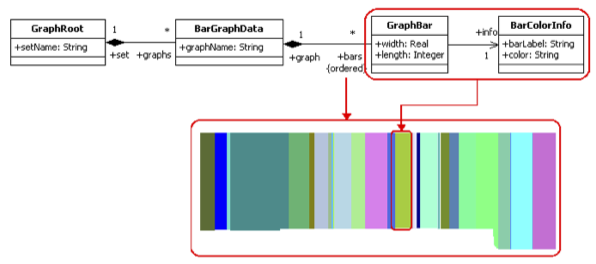 GraphRoot
+setName: String
1
+set
*
+graphs
BarGraphData
+graphName: String
1
+graph
*
+bars
{ordered}
GraphBar
+width: Real
+length: Integer
+info
1
BarColorInfo
+barLabel: String
+color: String